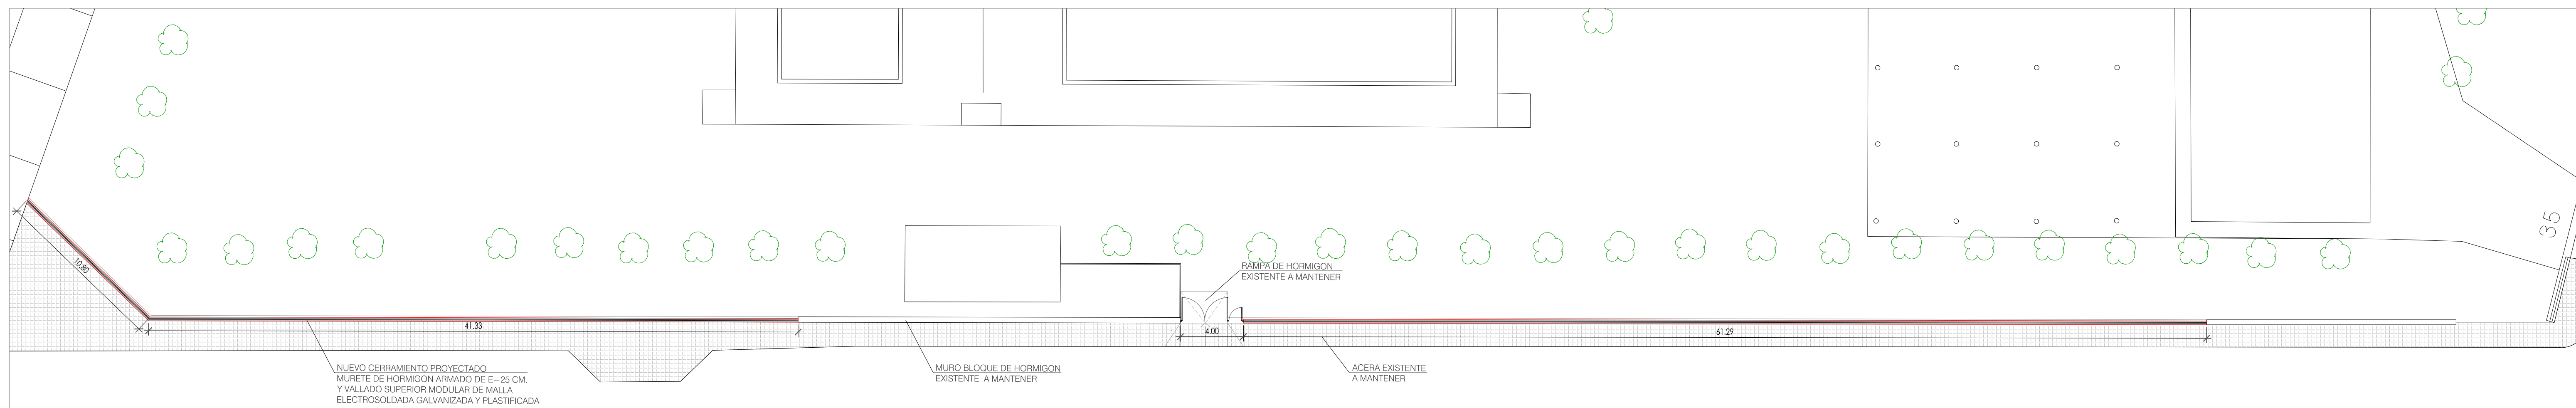 35
RAMPA DE HORMIGON
EXISTENTE A MANTENER
10.80
41.33
4.00
61.29
NUEVO CERRAMIENTO PROYECTADO
MURETE DE HORMIGON ARMADO DE E=25 CM.
Y VALLADO SUPERIOR MODULAR DE MALLA
ELECTROSOLDADA GALVANIZADA Y PLASTIFICADA
MURO BLOQUE DE HORMIGON
EXISTENTE A MANTENER
ACERA EXISTENTE
A MANTENER